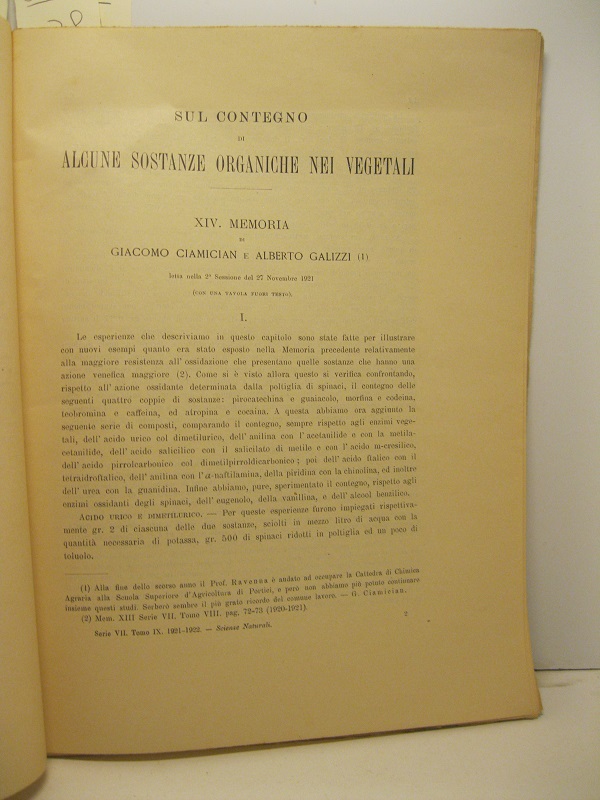 SUL CONTEGNO
DI
ALCUNE SOSTANZE ORGANICHE NEI VEGETALI
XIV. MEMORIA
DI
GIACOMO CIAMICIAN E ALBERTO GALIZZI (1)
letta nella 2ª Sessione del 27 Novembre 1921
(CON UNA TAVOLA FUORI TESTO).
I.
Le esperienze che descriviamo in questo capitolo sono state fatte per illustrare
con nuovi esempi quanto era stato esposto nella Memoria precedente relativamente
alla maggiore resistenza all' ossidazione che presentano quelle sostanze che hanno una
azione venefica maggiore (2). Come si è visto allora questo si verifica confrontando,
rispetto all' azione ossidante determinata dalla poltiglia di spinaci, il contegno delle
seguenti quattro coppie di sostanze: pirocatechina e guaiacolo, morfina e codeina,
teobromina e caffeina, ed atropina e cocaina. A questa abbiamo ora aggiunto la
seguente serie di composti, comparando il contegno, sempre rispetto agli enzimi vege-
tali, dell' acido urico col dimetilurico, dell' anilina con l' acetanilide e con la metila-
cetanilide, dell' acido salicilico con il salicilato di metile e con l' acido m-cresilico,
dell' acido pirrolcarbonico col dimetilpirroldicarbonico; poi dell' acido ftalico con il
tetraidroftalico, dell' anilina con l' α-naftilamina, della piridina con la chinolina, ed inoltre
dell' urea con la guanidina. Infine abbiamo, pure, sperimentato il contegno, rispetto agli
enzimi ossidanti degli spinaci, dell' eugenolo, della vanillina, e dell' alcool benzilico.
ACIDO URICO E DIMETILURICO. — Per queste esperienze furono impiegati rispettiva-
mente gr. 2 di ciascuna delle due sostanze, sciolti in mezzo litro di acqua con la
quantità necessaria di potassa, gr. 500 di spinaci ridotti in poltiglia ed un poco di
toluolo.
(1) Alla fine dello scorso anno il Prof. Ravenna è andato ad occupare la Cattedra di Chimica
Agraria alla Scuola Superiore d'Agricoltura di Portici, e però non abbiamo più potuto continuare
insieme questi studi. Serberò sembre il più grato ricordo del comune lavoro. — G. Ciamician.
(2) Mem. XIII Serie VII. Tomo VIII. pag. 72-73 (1920-1921).
Serie VII. Tomo IX. 1921-1922. — Scienze Naturali.
2